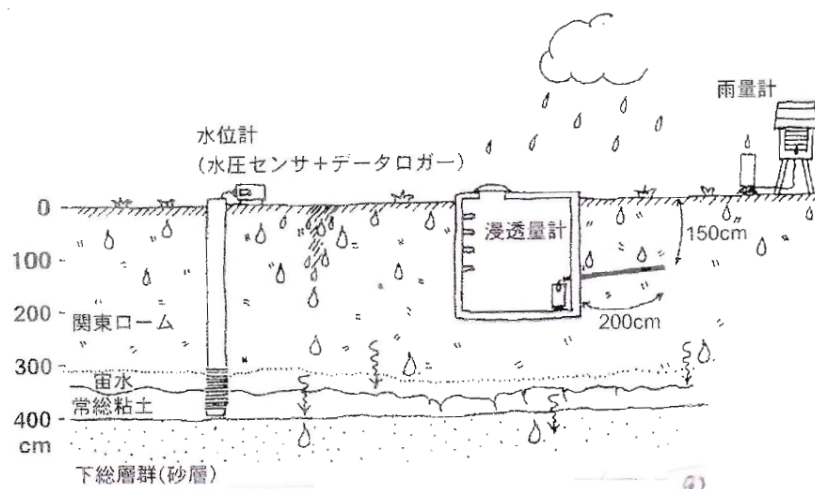 雨量計
水位計
(水圧センサ+データロガー)
0
浸透量計
150cm
100
200
関東ローム
200cm
300
宙水
常総粘土
400
cm
下総層群(砂層)